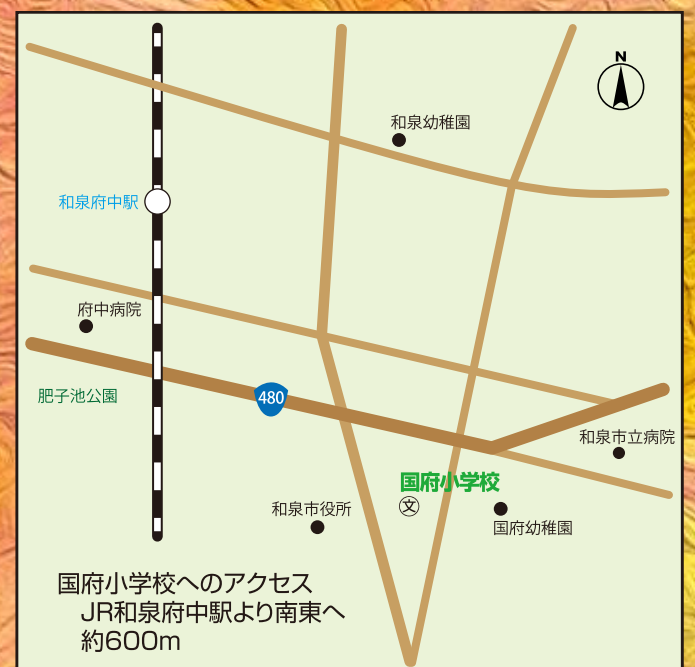 N
和泉幼稚園
和泉府中駅
府中病院
肥子池公園
480
和泉市立病院
国府小学校
文
和泉市役所
国府幼稚園
国府小学校へのアクセス
JR和泉府中駅より南東へ
約600m